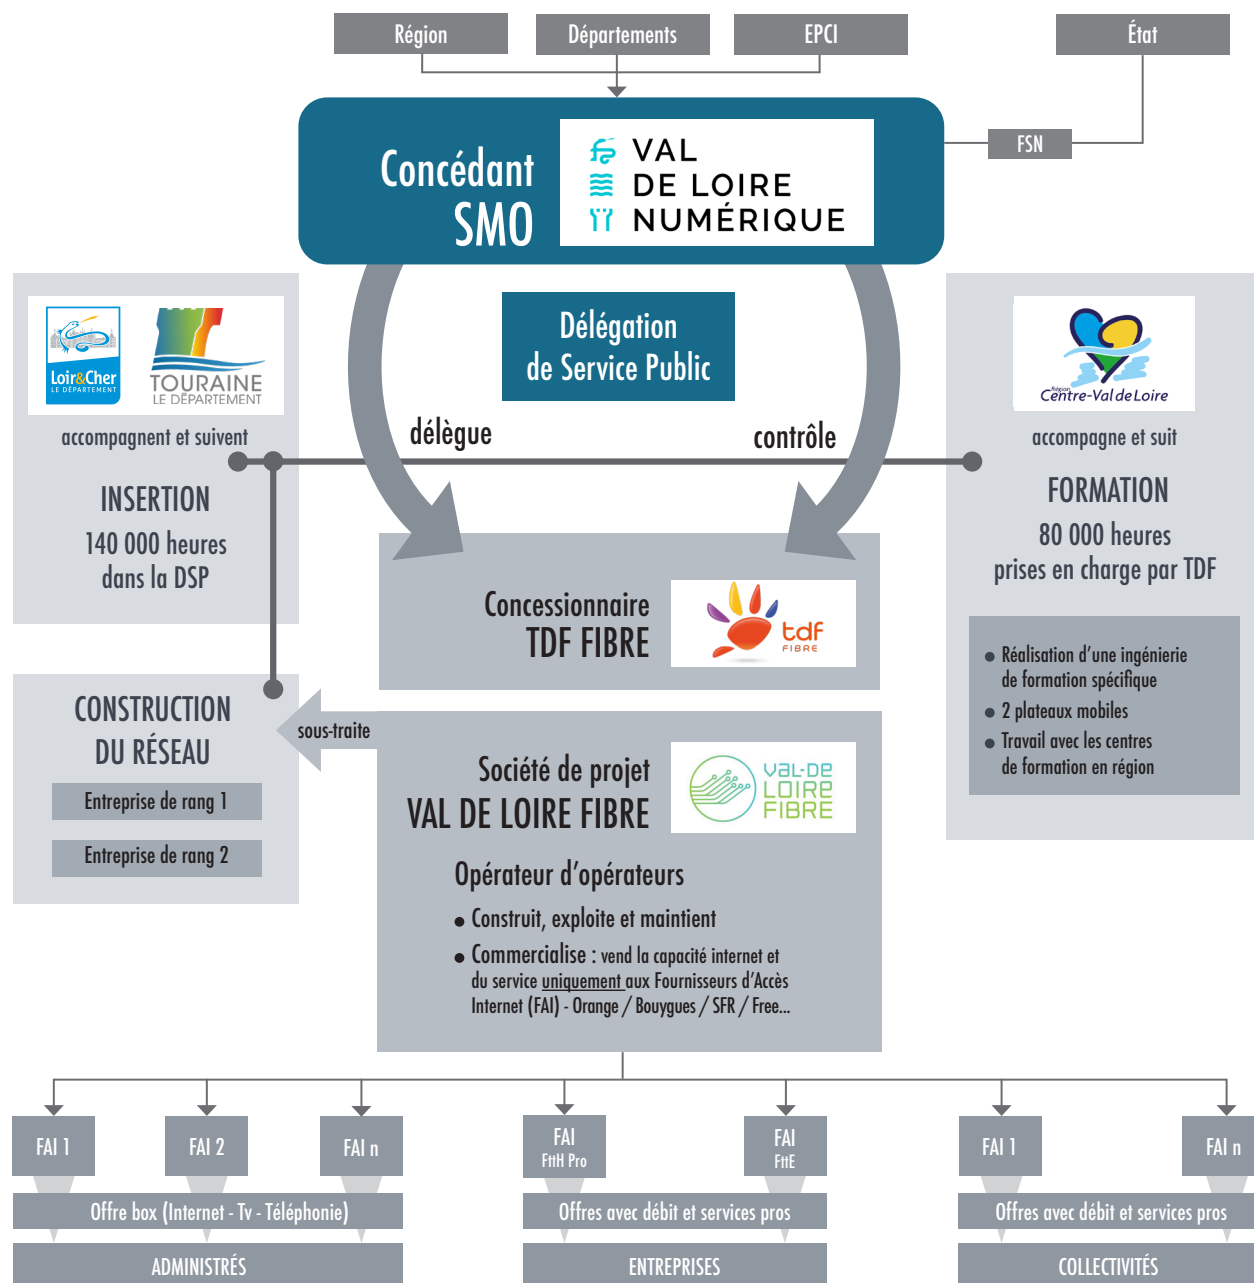 Région
Départements
EPCI
État
FSN
Concédant
SMO
VAL
DE LOIRE
NUMÉRIQUE
Délégation
de Service Public
délègue
contrôle
Loir&Cher
LE DÉPARTEMENT
TOURAINE
LE DÉPARTEMENT
accompagnent et suivent
INSERTION
140 000 heures
dans la DSP
Région
Centre-Val de Loire
accompagne et suit
FORMATION
80 000 heures
prises en charge par TDF
● Réalisation d’une ingénierie
de formation spécifique
● 2 plateaux mobiles
● Travail avec les centres
de formation en région
Concessionnaire
TDF FIBRE
tdf
FIBRE
CONSTRUCTION
DU RÉSEAU
Entreprise de rang 1
Entreprise de rang 2
sous-traite
Société de projet
VAL DE LOIRE FIBRE
VAL-DE
LOIRE
FIBRE
Opérateur d’opérateurs
● Construit, exploite et maintient
● Commercialise : vend la capacité internet et
du service uniquement aux Fournisseurs d’Accès
Internet (FAI) - Orange / Bouygues / SFR / Free...
FAI 1
FAI 2
FAI n
FAI
FttH Pro
FAI
FttE
FAI 1
FAI n
Offre box (Internet - Tv - Téléphonie)
Offres avec débit et services pros
Offres avec débit et services pros
ADMINISTRÉS
ENTREPRISES
COLLECTIVITÉS